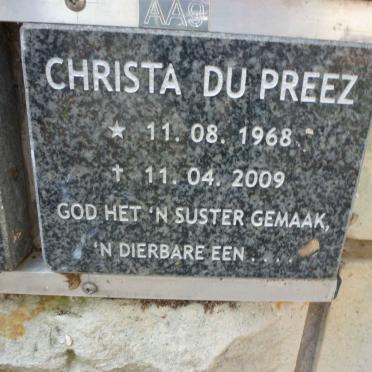 AA9
CHRISTA DU PREEZ
★ 11. 08. 1968
† 11. 04. 2009
GOD HET 'N SUSTER GEMAAK,
'N DIERBARE EEN . . . .